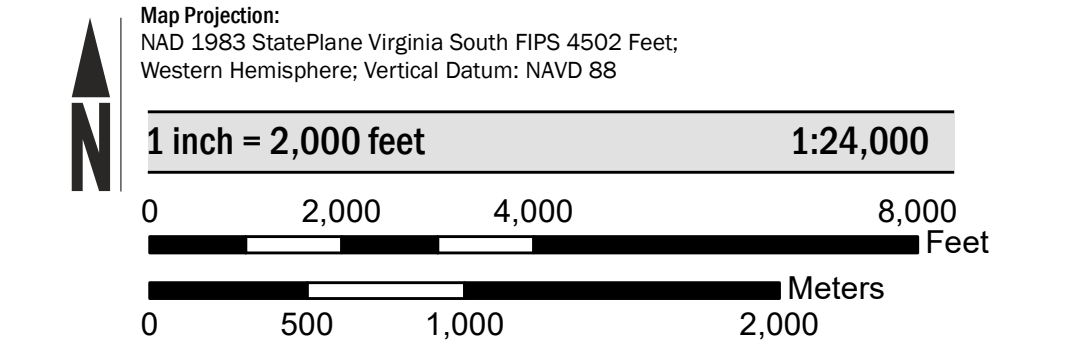 Map Projection:
NAD 1983 StatePlane Virginia South FIPS 4502 Feet;
Western Hemisphere; Vertical Datum: NAVD 88
N
1 inch = 2,000 feet 1:24,000
0 2,000 4,000 8,000
Feet
Meters
0 500 1,000 2,000